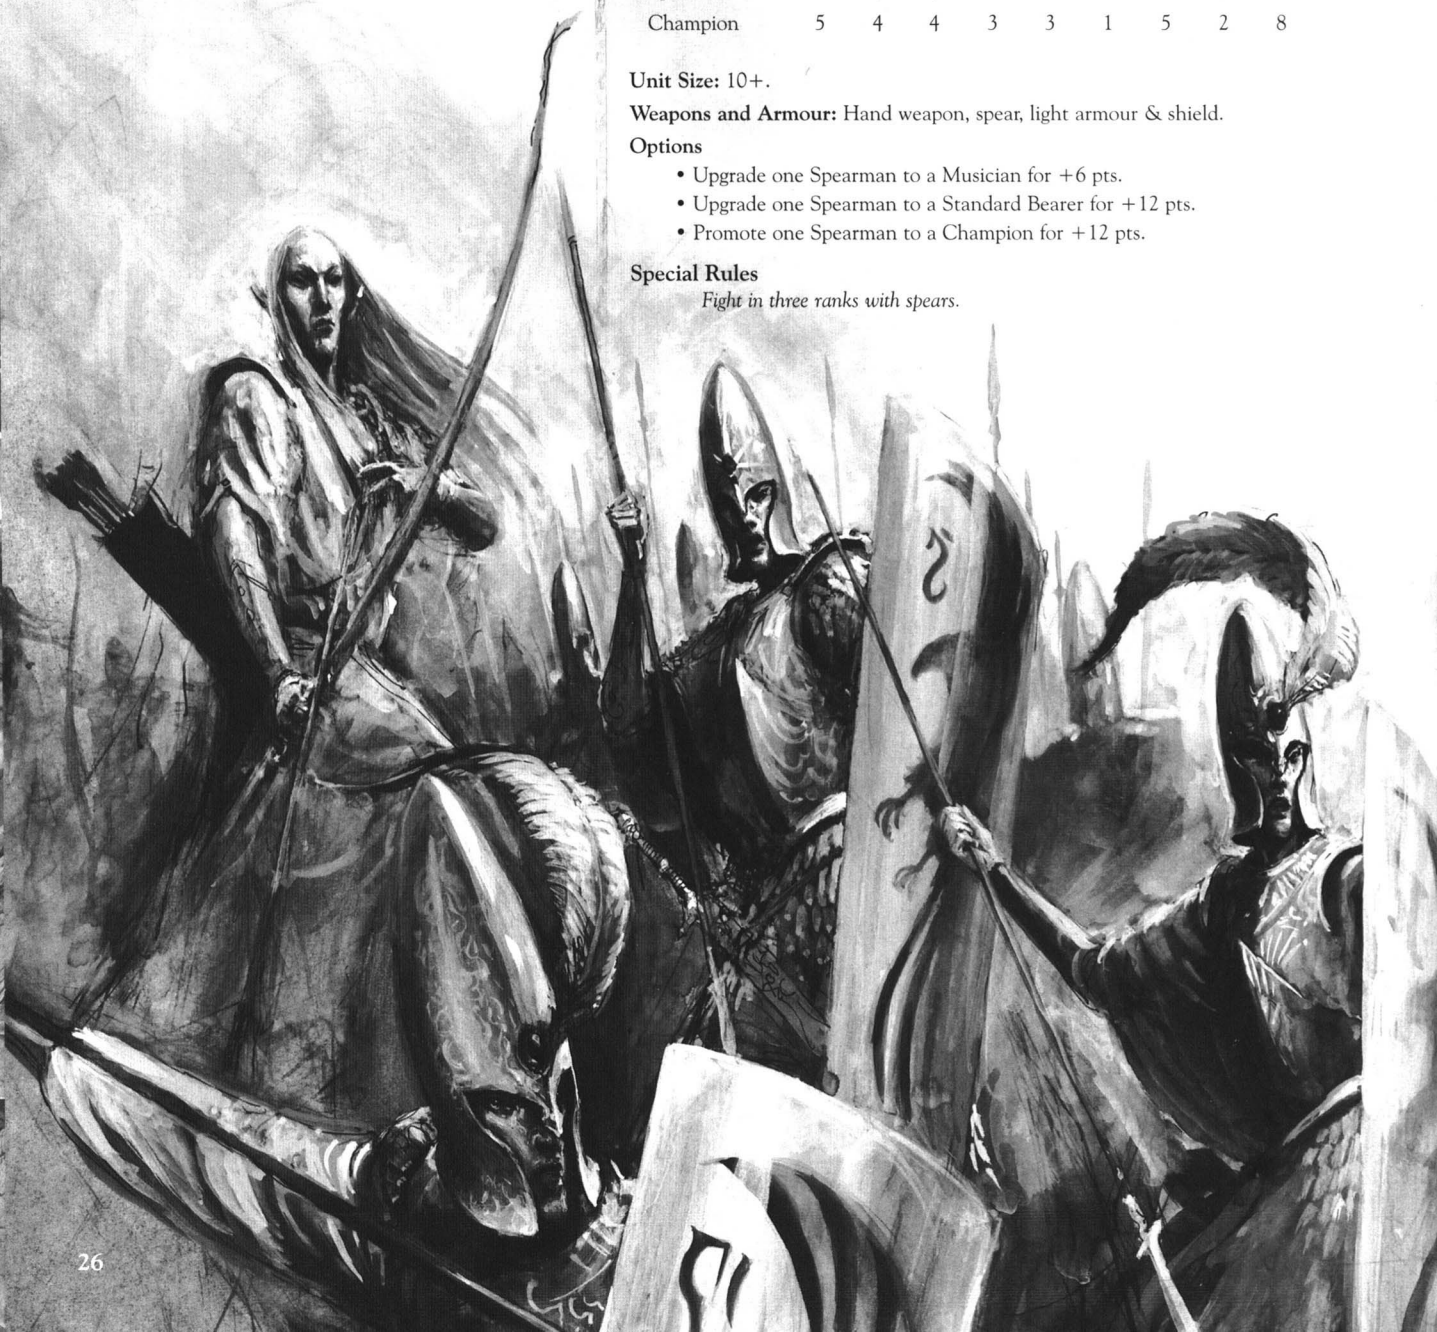 Champion 5 4 4 3 3 1 5 2 8
Unit Size: 10+.
Weapons and Armour: Hand weapon, spear, light armour & shield.
Options
• Upgrade one Spearman to a Musician for +6 pts.
• Upgrade one Spearman to a Standard Bearer for +12 pts.
• Promote one Spearman to a Champion for +12 pts.
Special Rules
Fight in three ranks with spears.
26